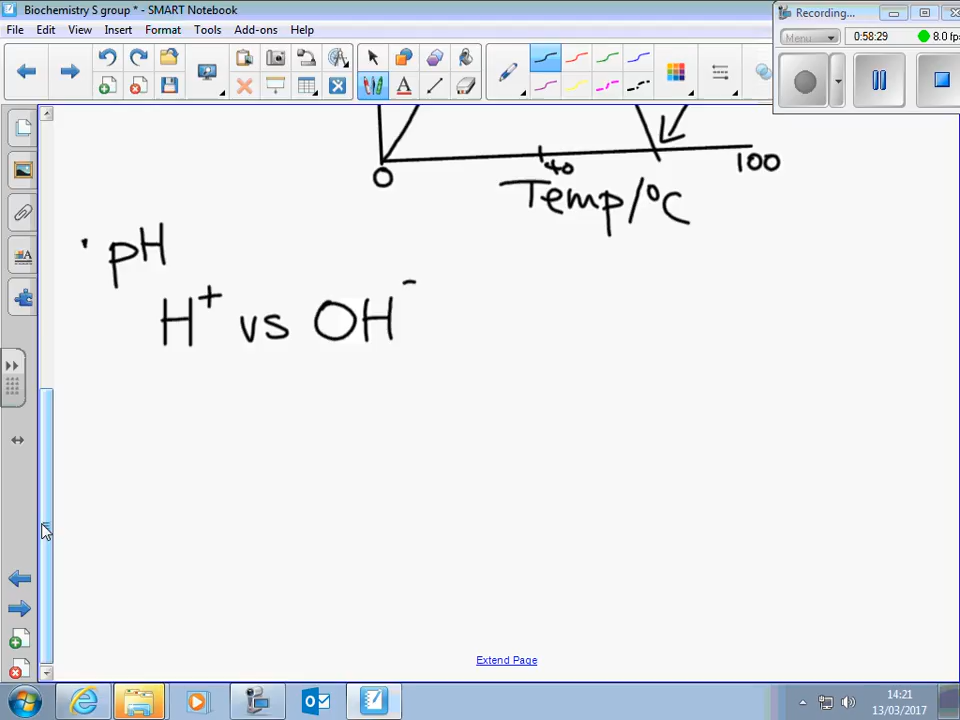 Biochemistry S group * - SMART Notebook
File Edit View Insert Format Tools Add-ons Help
Recording...
Menu 0:58:29 8.0 fp
0 40 100
Temp/°C
· pH
H⁺ vs OH⁻
Extend Page
14:21
13/03/2017